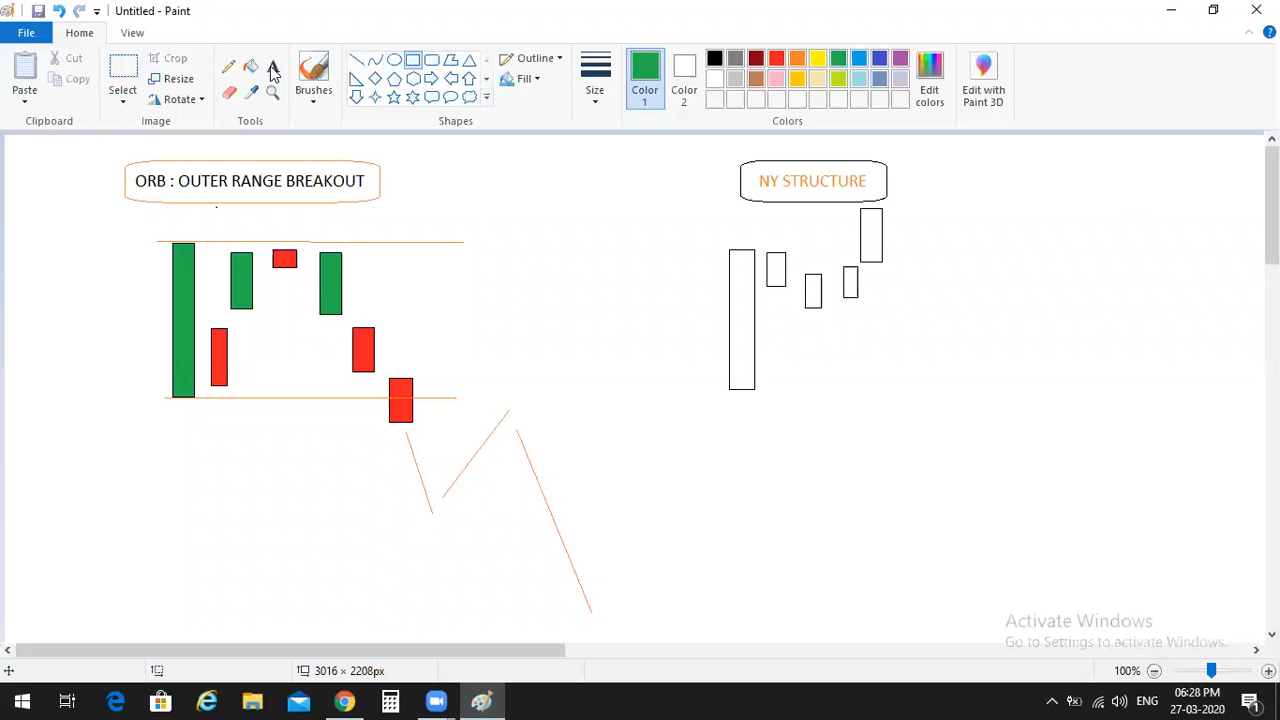 Untitled - Paint
File
Home
View
Paste
Cut
Copy
Clipboard
Select
Crop
Resize
Rotate
Image
Tools
Brushes
Shapes
Outline
Fill
Size
Color 1
Color 2
Edit colors
Colors
Edit with Paint 3D
ORB : OUTER RANGE BREAKOUT
NY STRUCTURE
Activate Windows
Go to Settings to activate Windows.
3016 × 2208px
100%
ENG
06:28 PM
27-03-2020